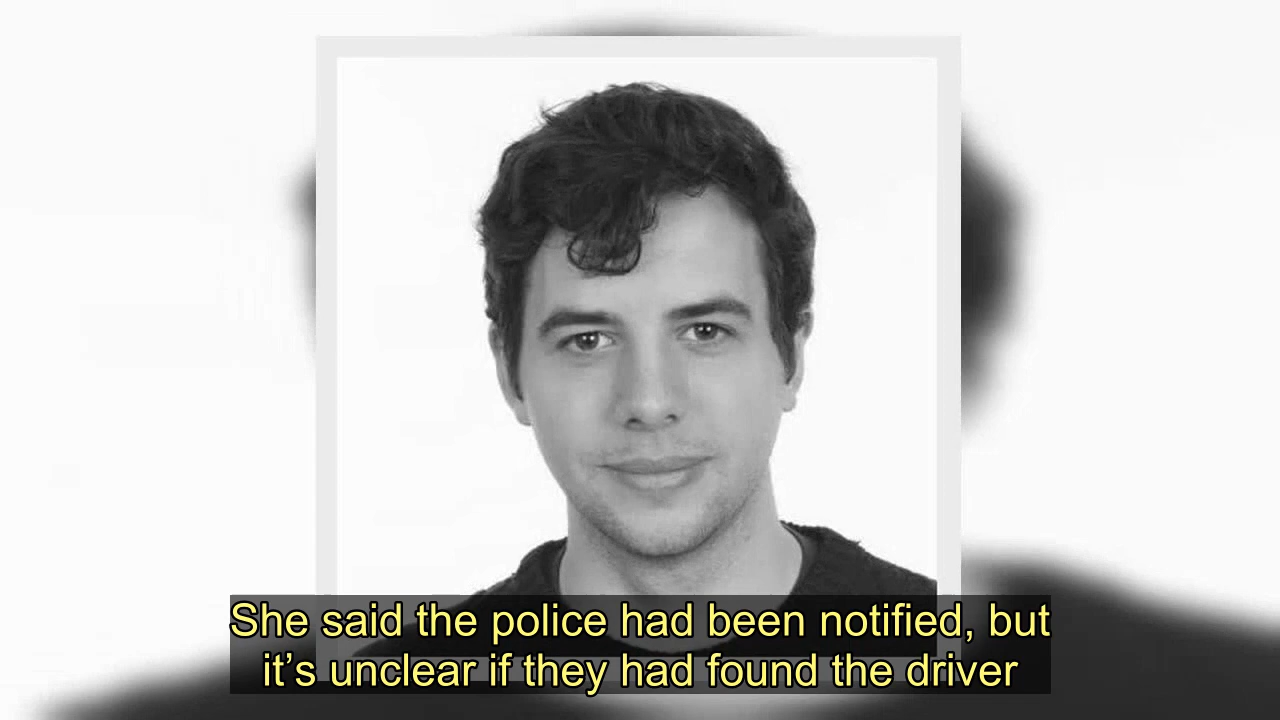 She said the police had been notified, but
it’s unclear if they had found the driver